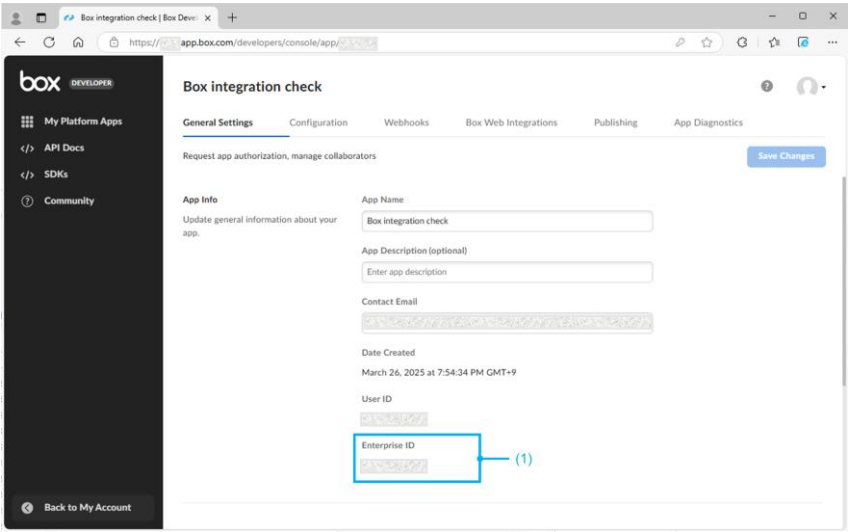 Box integration check | Box Devel
https:// app.box.com/developers/console/app/
box DEVELOPER
My Platform Apps
API Docs
SDKs
Community
Back to My Account
Box integration check
General Settings Configuration Webhooks Box Web Integrations Publishing App Diagnostics
Request app authorization, manage collaborators
Save Changes
App Info
Update general information about your
app.
App Name
Box integration check
App Description (optional)
Enter app description
Contact Email
Date Created
March 26, 2025 at 7:54:34 PM GMT+9
User ID
Enterprise ID
(1)